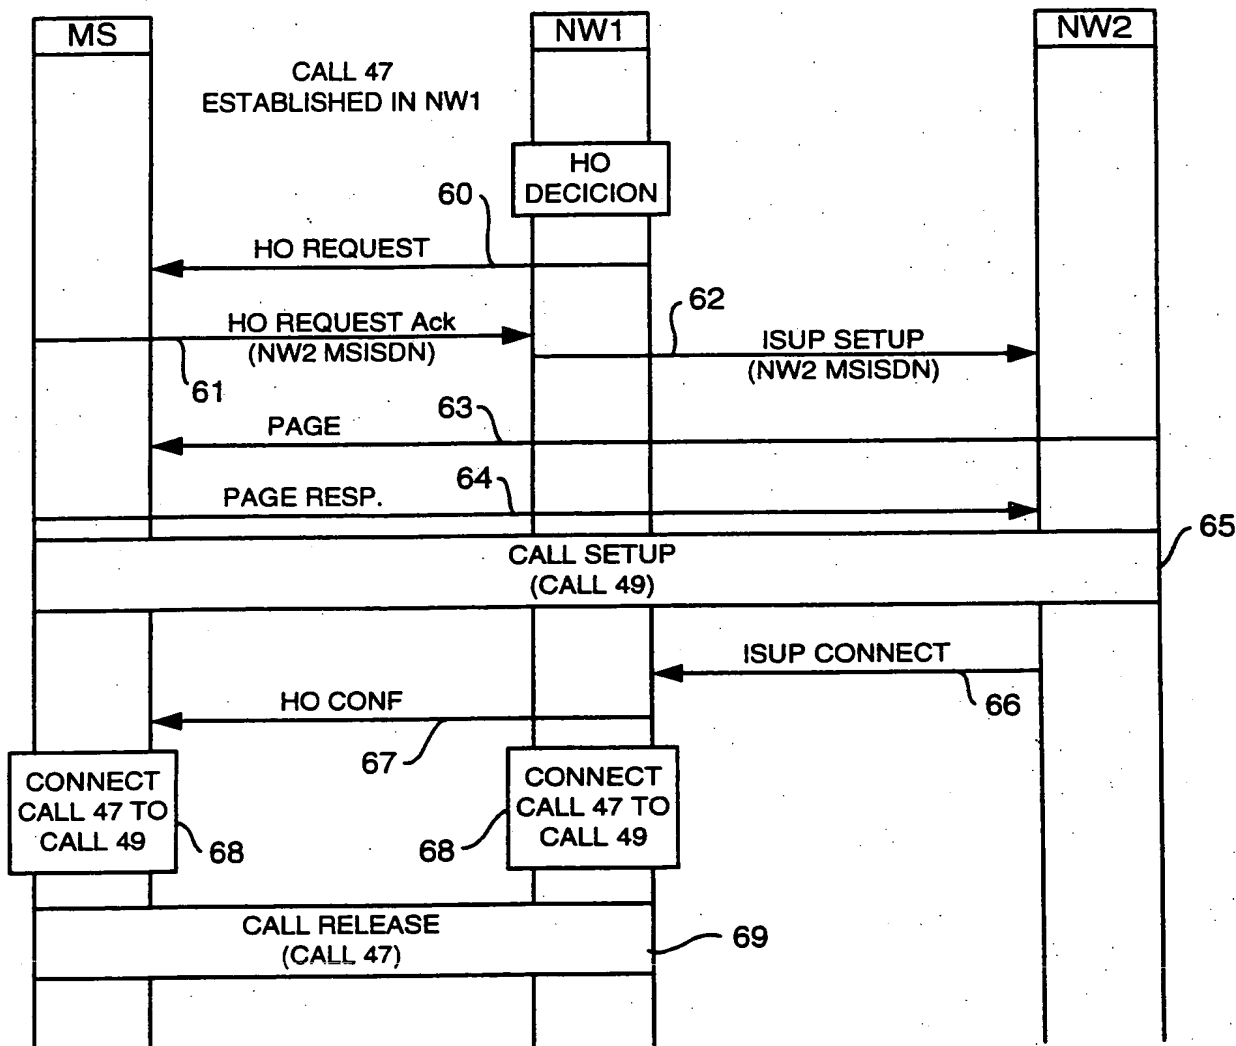 MS
NW1
NW2
CALL 47
ESTABLISHED IN NW1
HO
DECICION
60
HO REQUEST
62
HO REQUEST Ack
(NW2 MSISDN)
ISUP SETUP
(NW2 MSISDN)
61
63
PAGE
64
PAGE RESP.
65
CALL SETUP
(CALL 49)
ISUP CONNECT
66
HO CONF
67
CONNECT
CALL 47 TO
CALL 49
68
CONNECT
CALL 47 TO
CALL 49
68
CALL RELEASE
(CALL 47)
69